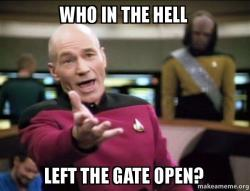 WHO IN THE HELL
LEFT THE GATE OPEN?
makeameme.org